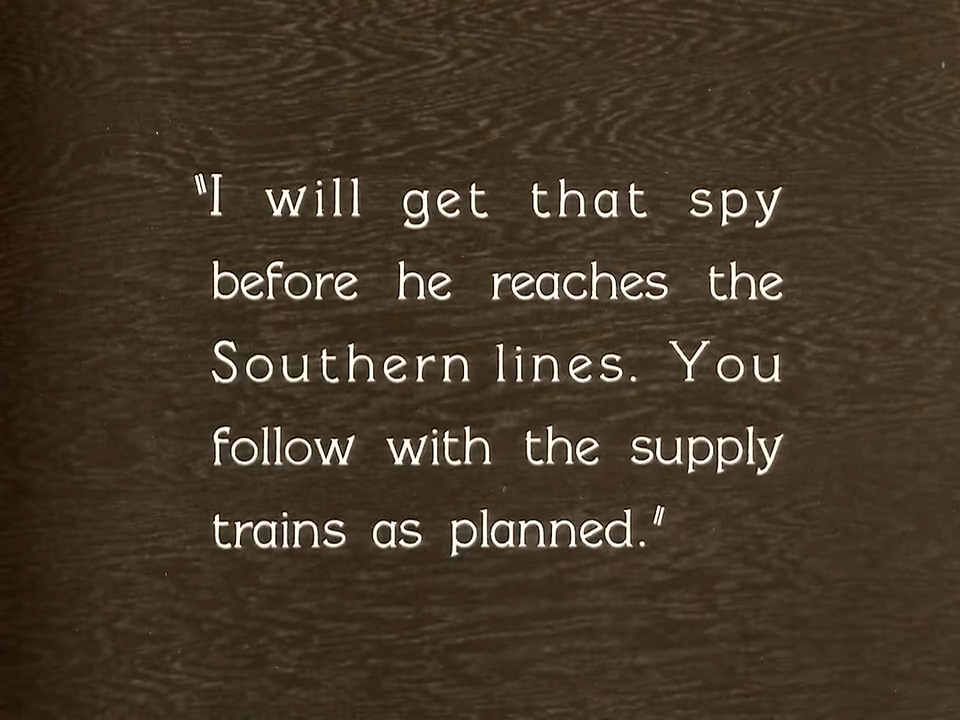 "I will get that spy
before he reaches the
Southern lines. You
follow with the supply
trains as planned."